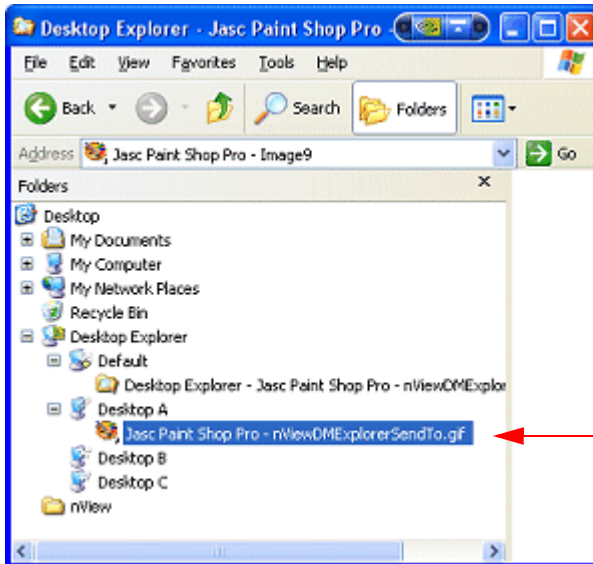 Desktop Explorer - Jasc Paint Shop Pro -
File Edit View Favorites Tools Help
Back Search Folders
Address Jasc Paint Shop Pro - Image9 Go
Folders x
Desktop
My Documents
My Computer
My Network Places
Recycle Bin
Desktop Explorer
Default
Desktop Explorer - Jasc Paint Shop Pro - nViewDMExplor
Desktop A
Jasc Paint Shop Pro - nViewDMExplorerSendTo.gif
Desktop B
Desktop C
nView